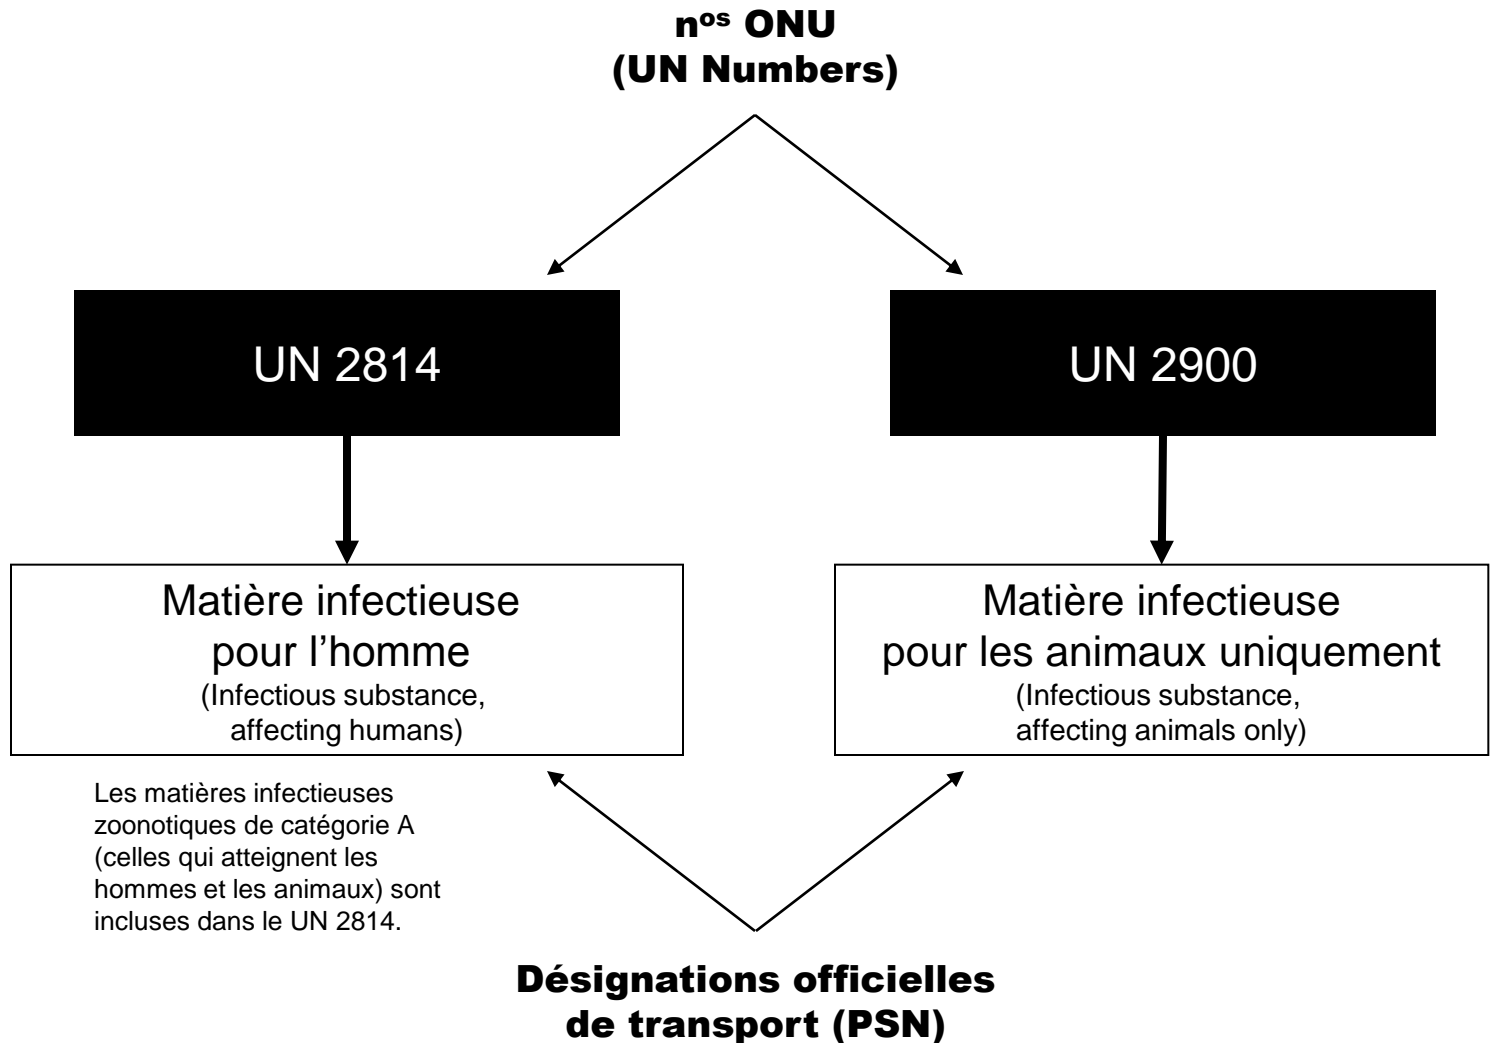 nos ONU
(UN Numbers)
UN 2814
UN 2900
Matière infectieuse
pour l’homme
(Infectious substance,
affecting humans)
Matière infectieuse
pour les animaux uniquement
(Infectious substance,
affecting animals only)
Les matières infectieuses
zoonotiques de catégorie A
(celles qui atteignent les
hommes et les animaux) sont
incluses dans le UN 2814.
Désignations officielles
de transport (PSN)